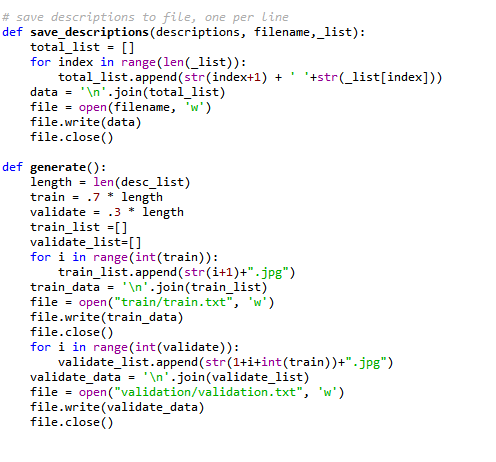 # save descriptions to file, one per line
def save_descriptions(descriptions, filename,_list):
    total_list = []
    for index in range(len(_list)):
        total_list.append(str(index+1) + ' '+str(_list[index]))
    data = '\n'.join(total_list)
    file = open(filename, 'w')
    file.write(data)
    file.close()

def generate():
    length = len(desc_list)
    train = .7 * length
    validate = .3 * length
    train_list =[]
    validate_list=[]
    for i in range(int(train)):
        train_list.append(str(i+1)+".jpg")
    train_data = '\n'.join(train_list)
    file = open("train/train.txt", 'w')
    file.write(train_data)
    file.close()
    for i in range(int(validate)):
        validate_list.append(str(1+i+int(train))+".jpg")
    validate_data = '\n'.join(validate_list)
    file = open("validation/validation.txt", 'w')
    file.write(validate_data)
    file.close()